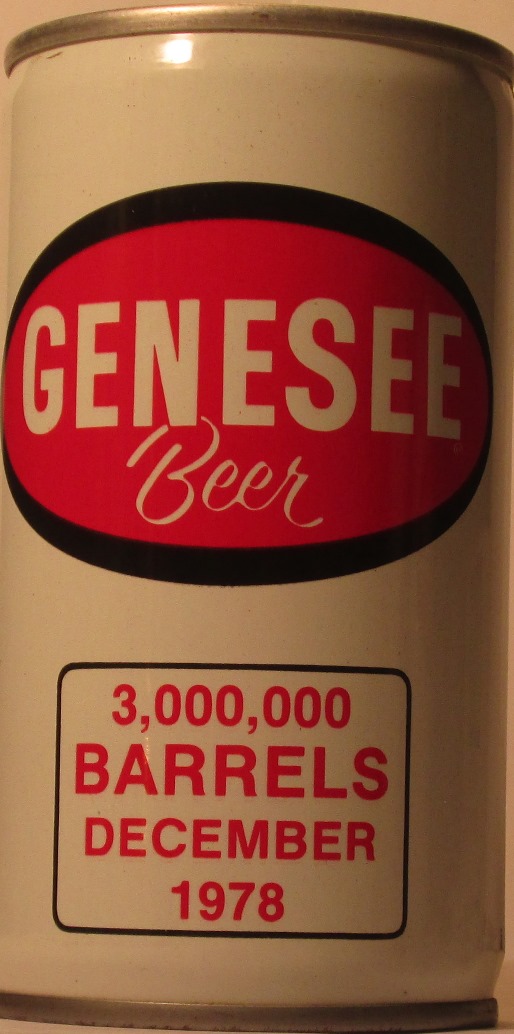 GENESEE
Beer
3,000,000
BARRELS
DECEMBER
1978